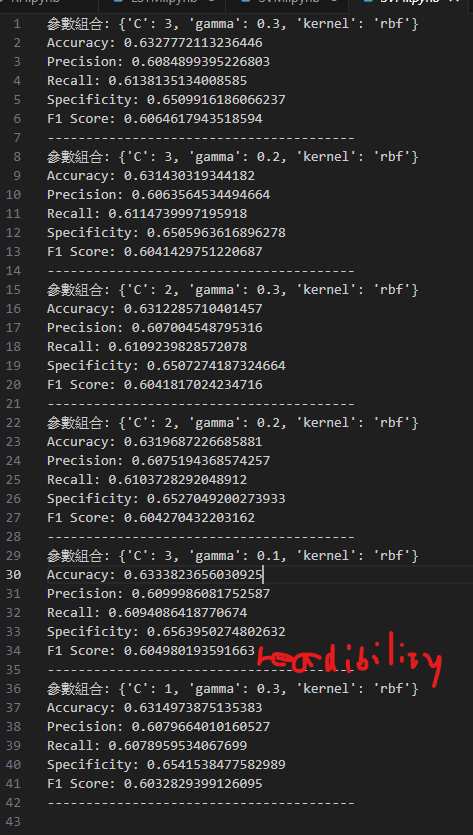 1 參數組合: {'C': 3, 'gamma': 0.3, 'kernel': 'rbf'}
2 Accuracy: 0.6327772113236446
3 Precision: 0.6084899395226803
4 Recall: 0.6138135134008585
5 Specificity: 0.6509916186066237
6 F1 Score: 0.6064617943518594
7 ---------------------------------------
8 參數組合: {'C': 3, 'gamma': 0.2, 'kernel': 'rbf'}
9 Accuracy: 0.631430319344182
10 Precision: 0.6063564534494664
11 Recall: 0.6114739997195918
12 Specificity: 0.6505963616896278
13 F1 Score: 0.6041429751220687
14 ---------------------------------------
15 參數組合: {'C': 2, 'gamma': 0.3, 'kernel': 'rbf'}
16 Accuracy: 0.6312285710401457
17 Precision: 0.607004548795316
18 Recall: 0.6109239828572078
19 Specificity: 0.6507274187324664
20 F1 Score: 0.6041817024234716
21 ---------------------------------------
22 參數組合: {'C': 2, 'gamma': 0.2, 'kernel': 'rbf'}
23 Accuracy: 0.6319687226685881
24 Precision: 0.6075194368574257
25 Recall: 0.6103728292048912
26 Specificity: 0.6527049200273933
27 F1 Score: 0.604270432203162
28 ---------------------------------------
29 參數組合: {'C': 3, 'gamma': 0.1, 'kernel': 'rbf'}
30 Accuracy: 0.6333823656030925
31 Precision: 0.6099986081752587
32 Recall: 0.6094086418770674
33 Specificity: 0.6563950274802632
34 F1 Score: 0.604980193591663 readibility
35 ---------------------------------------
36 參數組合: {'C': 1, 'gamma': 0.3, 'kernel': 'rbf'}
37 Accuracy: 0.6314973875135383
38 Precision: 0.6079664010160527
39 Recall: 0.6078959534067699
40 Specificity: 0.6541538477582989
41 F1 Score: 0.6032829399126095
42 ---------------------------------------
43